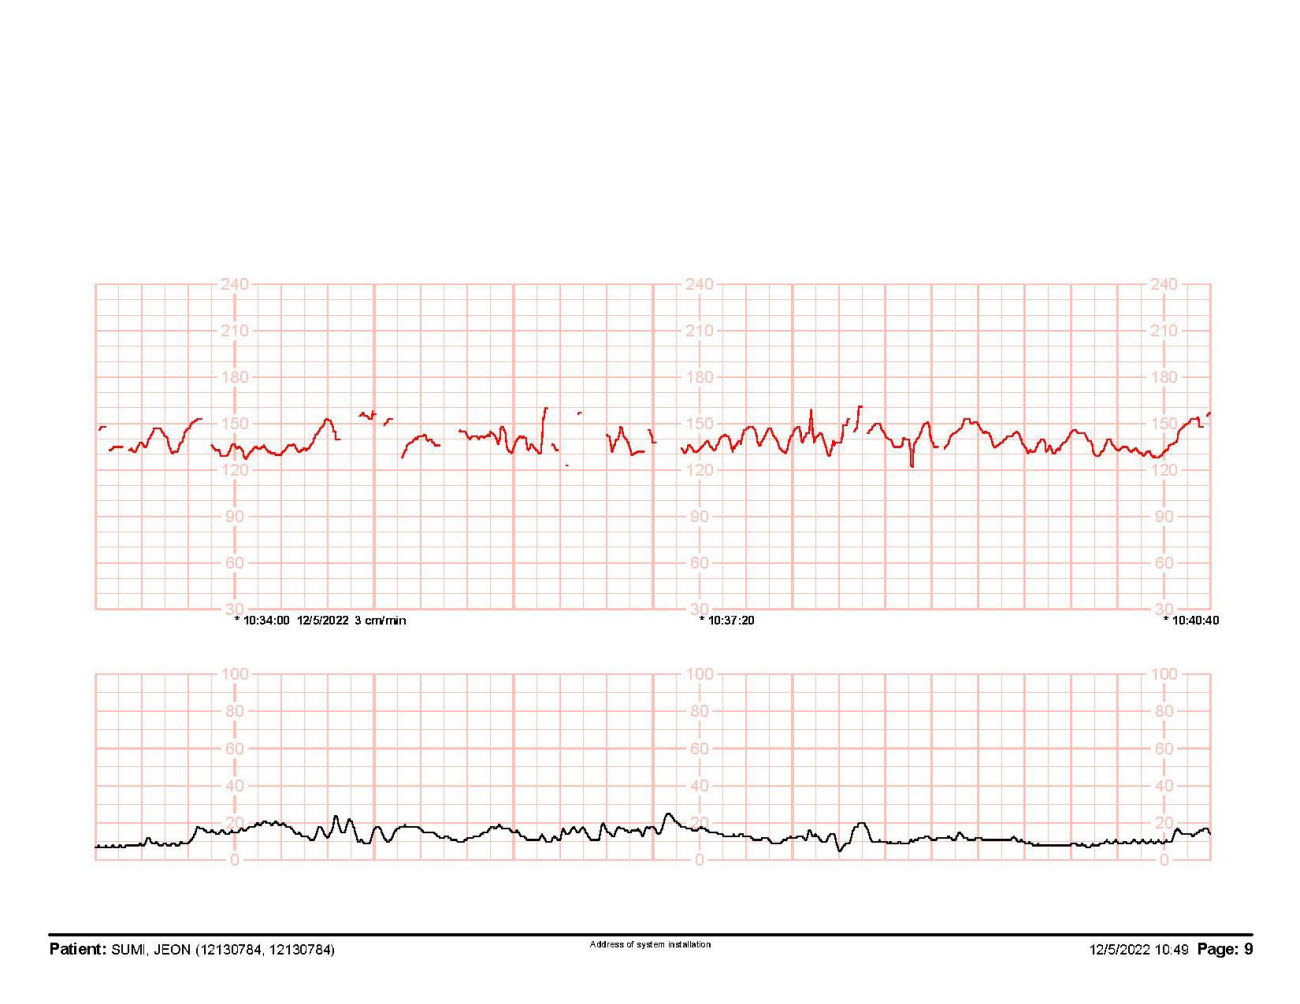 240 240 240
210 210 210
180 180 180
150 150 150
120 120 120
90 90 90
60 60 60
30 30 30
* 10:34:00 12/5/2022 3 cm/min * 10:37:20 * 10:40:40
100 100 100
80 80 80
60 60 60
40 40 40
20 20 20
0 0 0
Patient: SUMI, JEON (12130784, 12130784) Address of system installation 12/5/2022 10:49 Page: 9